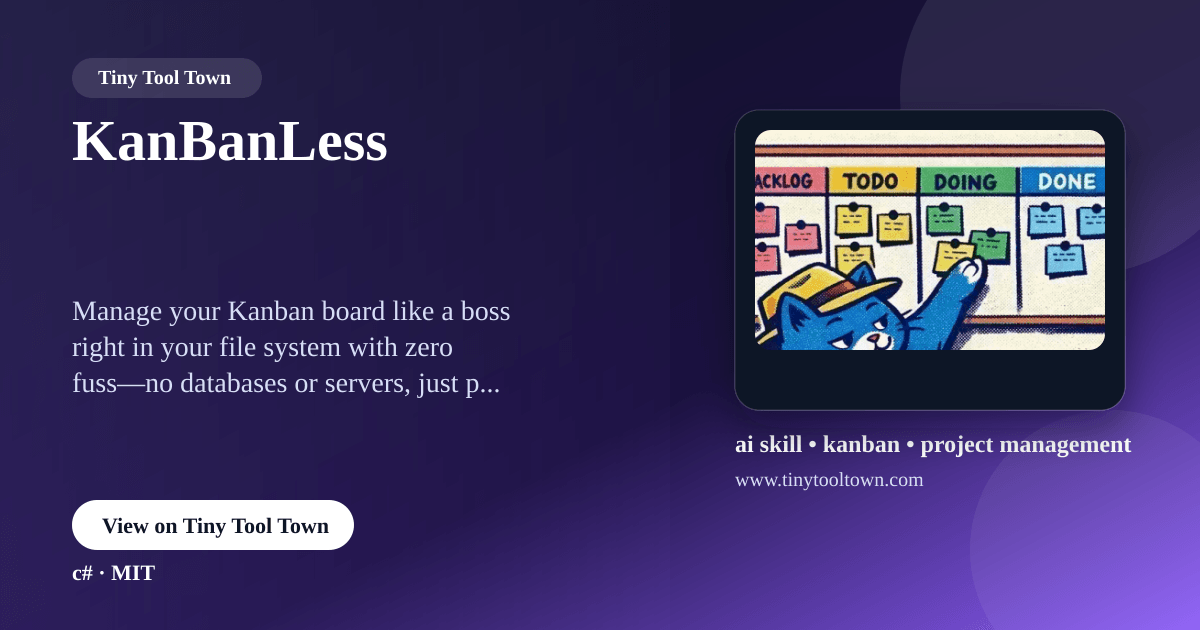 Tiny Tool Town
KanBanLess
Manage your Kanban board like a boss
right in your file system with zero
fuss—no databases or servers, just p...
View on Tiny Tool Town
c# · MIT
ACKLOG TODO DOING DONE
ai skill • kanban • project management
www.tinytooltown.com